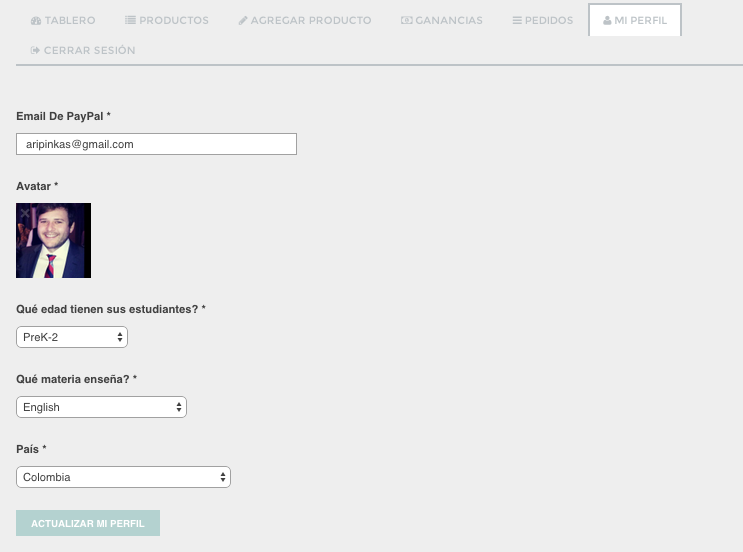 TABLERO PRODUCTOS AGREGAR PRODUCTO GANANCIAS PEDIDOS MI PERFIL
CERRAR SESIÓN
Email De PayPal *
aripinkas@gmail.com
Avatar *
Qué edad tienen sus estudiantes? *
PreK-2
Qué materia enseña? *
English
País *
Colombia
ACTUALIZAR MI PERFIL